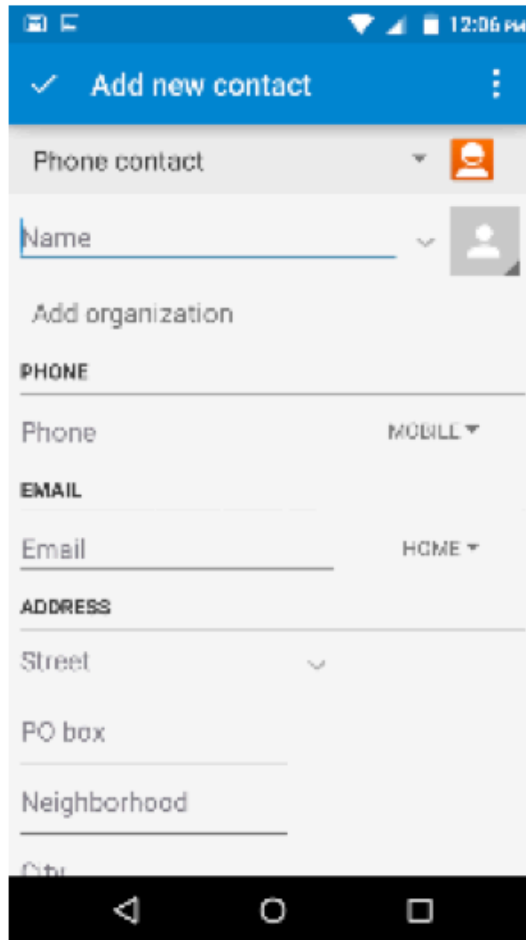 12:06 PM
Add new contact
Phone contact
Name
Add organization
PHONE
Phone MOBILE
EMAIL
Email HOME
ADDRESS
Street
PO box
Neighborhood
City